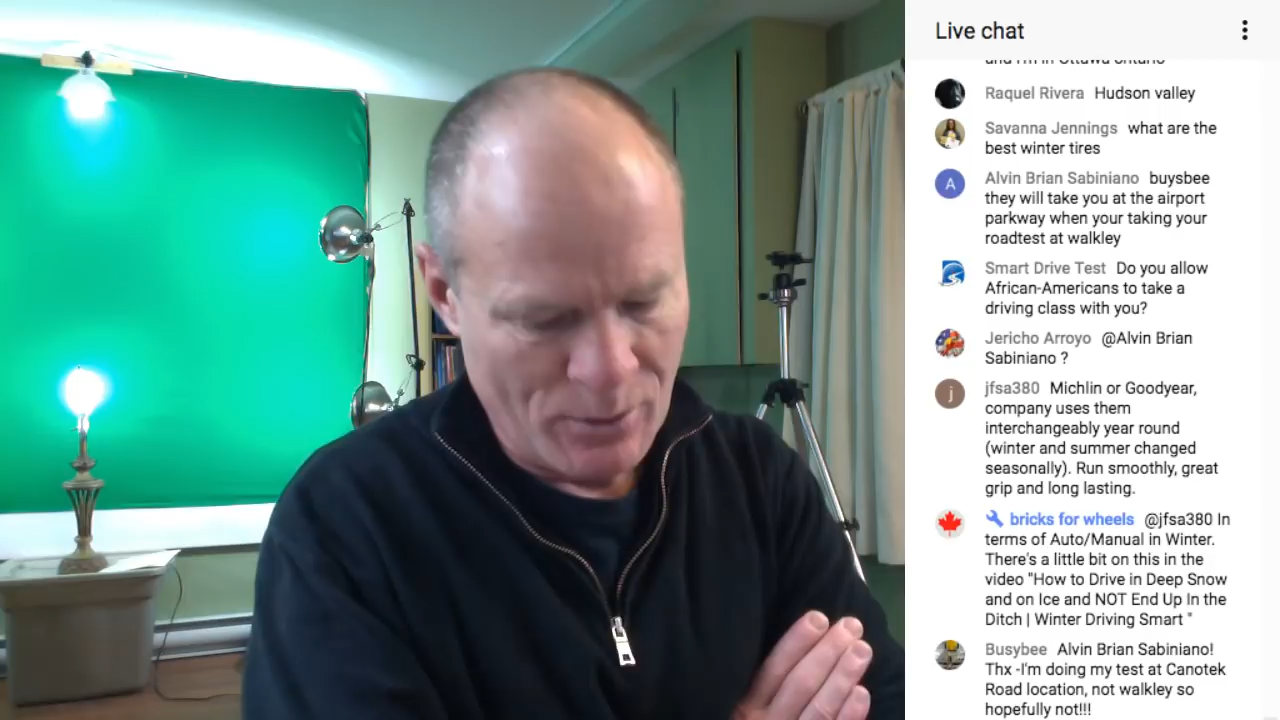 Live chat
and I'm in Ottawa ontario
Raquel Rivera Hudson valley
Savanna Jennings what are the
best winter tires
A
Alvin Brian Sabiniano buysbee
they will take you at the airport
parkway when your taking your
roadtest at walkley
Smart Drive Test Do you allow
African-Americans to take a
driving class with you?
Jericho Arroyo @Alvin Brian
Sabiniano ?
j
jfsa380 Michlin or Goodyear,
company uses them
interchangeably year round
(winter and summer changed
seasonally). Run smoothly, great
grip and long lasting.
bricks for wheels @jfsa380 In
terms of Auto/Manual in Winter.
There's a little bit on this in the
video "How to Drive in Deep Snow
and on Ice and NOT End Up In the
Ditch | Winter Driving Smart "
Busybee Alvin Brian Sabiniano!
Thx -I'm doing my test at Canotek
Road location, not walkley so
hopefully not!!!